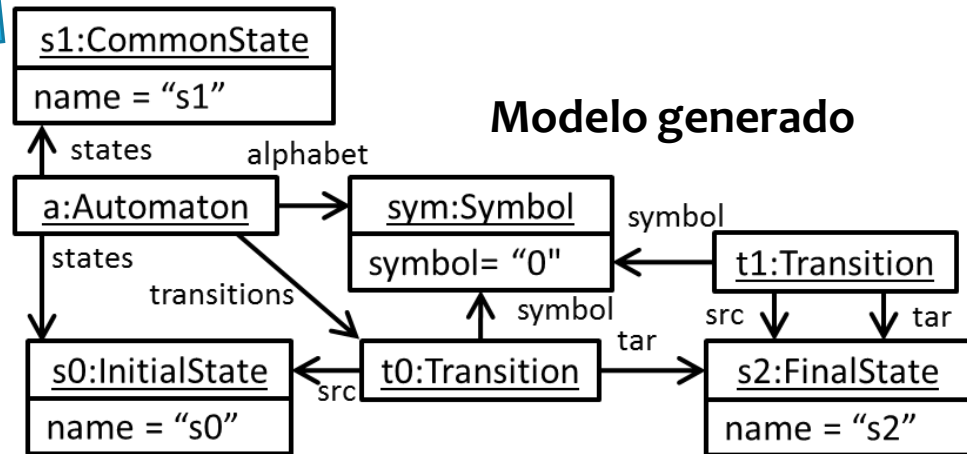 s1:CommonState
name = “s1”
Modelo generado
states
alphabet
a:Automaton
sym:Symbol
symbol
states
symbol= “0"
t1:Transition
transitions
symbol
src
tar
tar
s0:InitialState
src
t0:Transition
s2:FinalState
name = “s0”
name = “s2”